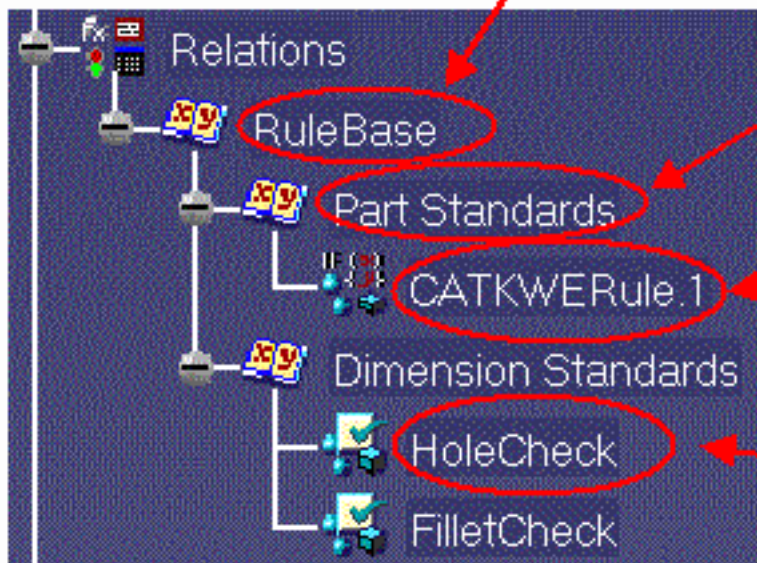 Relations
RuleBase
Part Standards
CATKWERule.1
Dimension Standards
HoleCheck
FilletCheck